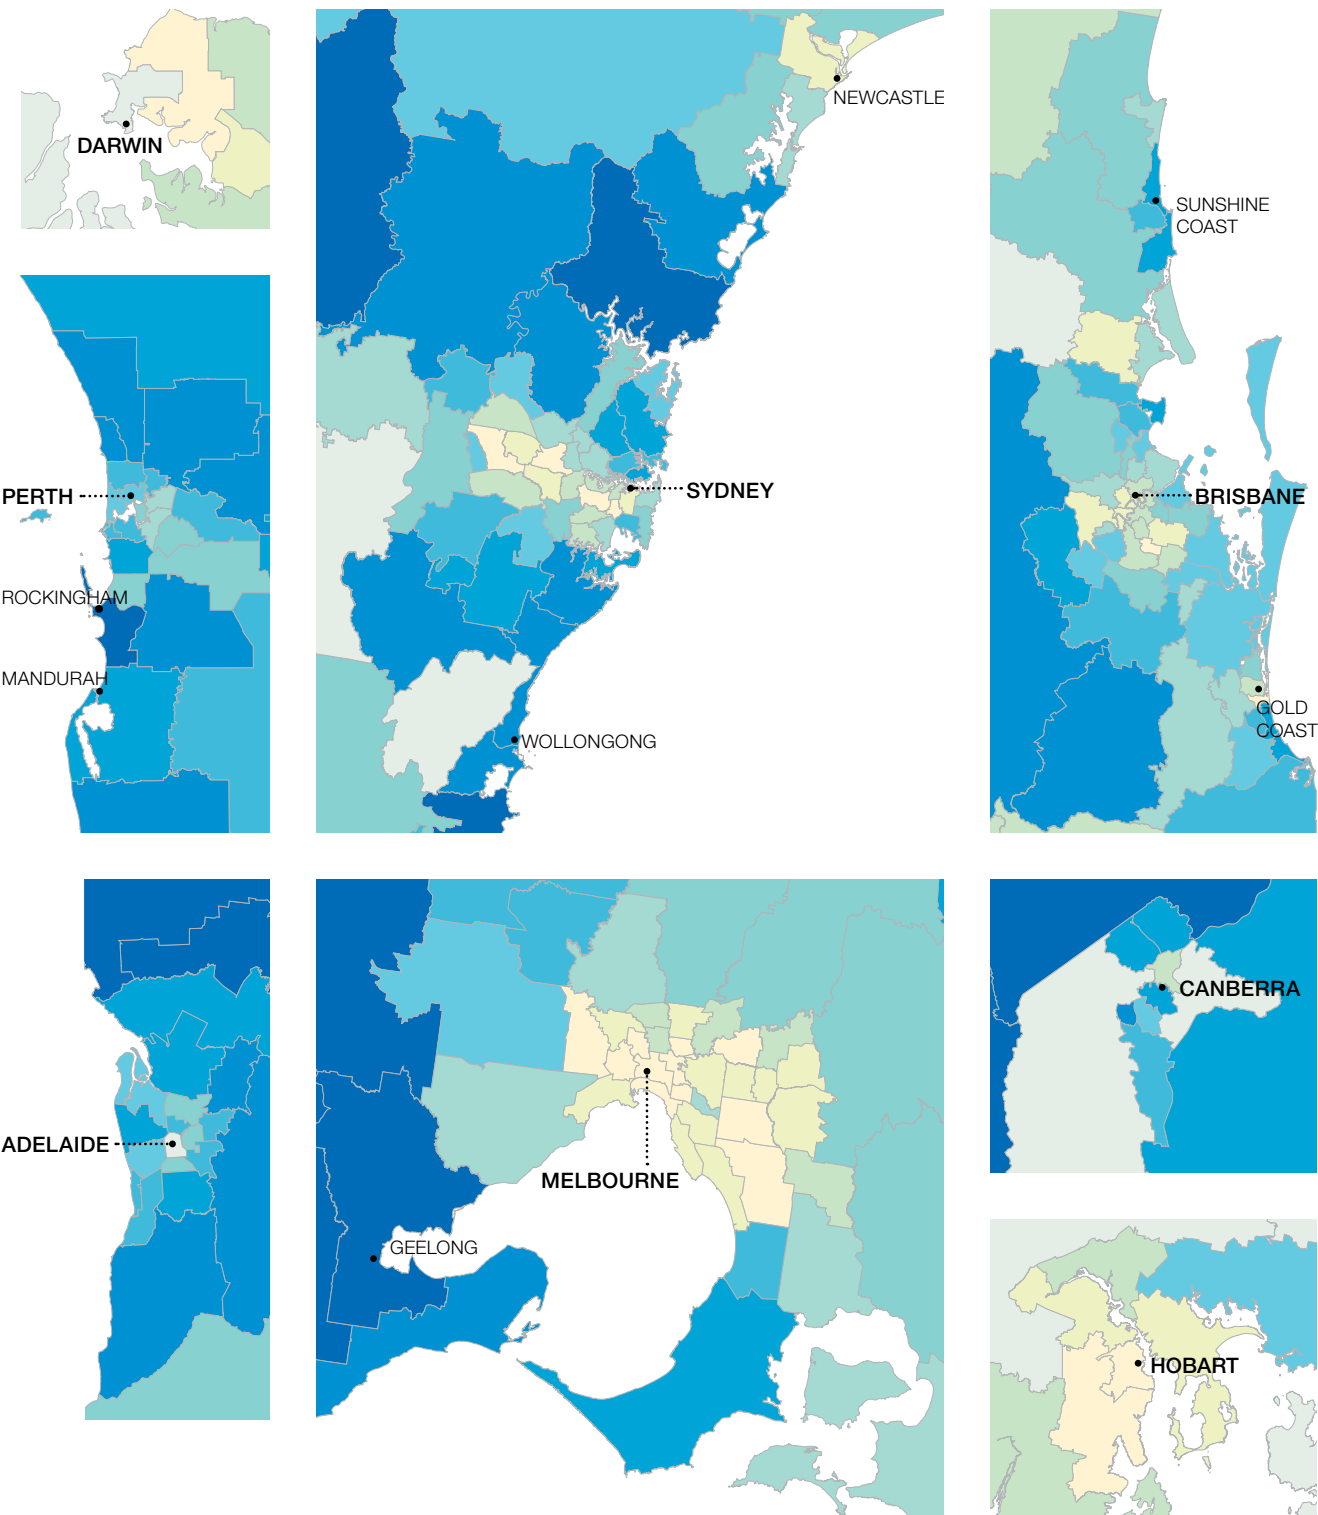 DARWIN
NEWCASTLE
SUNSHINE
COAST
PERTH
SYDNEY
BRISBANE
ROCKINGHAM
MANDURAH
WOLLONGONG
GOLD
COAST
ADELAIDE
MELBOURNE
GEELONG
CANBERRA
HOBART